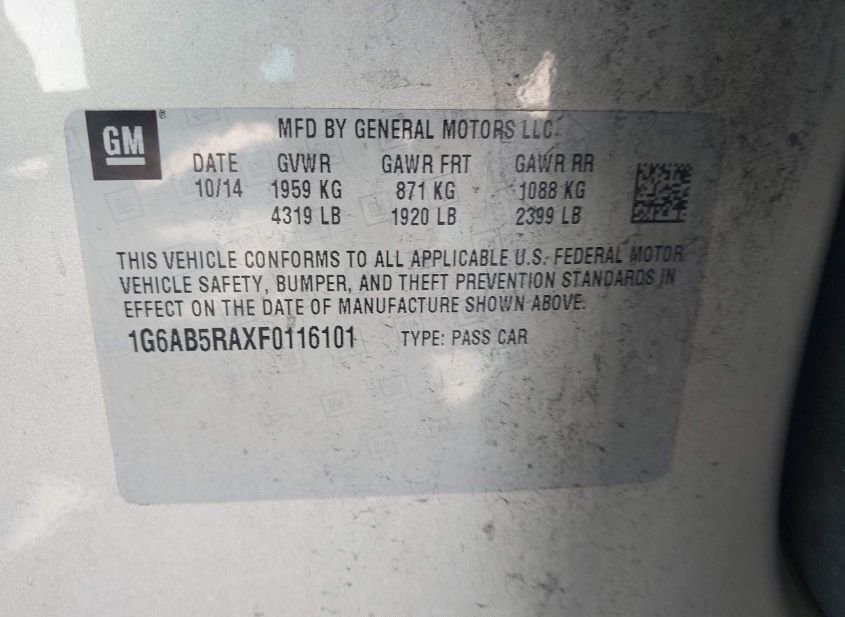 GM
MFD BY GENERAL MOTORS LLC
DATE GVWR GAWR FRT GAWR RR
10/14 1959 KG 871 KG 1088 KG
4319 LB 1920 LB 2399 LB
THIS VEHICLE CONFORMS TO ALL APPLICABLE U.S. FEDERAL MOTOR
VEHICLE SAFETY, BUMPER, AND THEFT PREVENTION STANDARDS IN
EFFECT ON THE DATE OF MANUFACTURE SHOWN ABOVE.
1G6AB5RAXF0116101 TYPE: PASS CAR